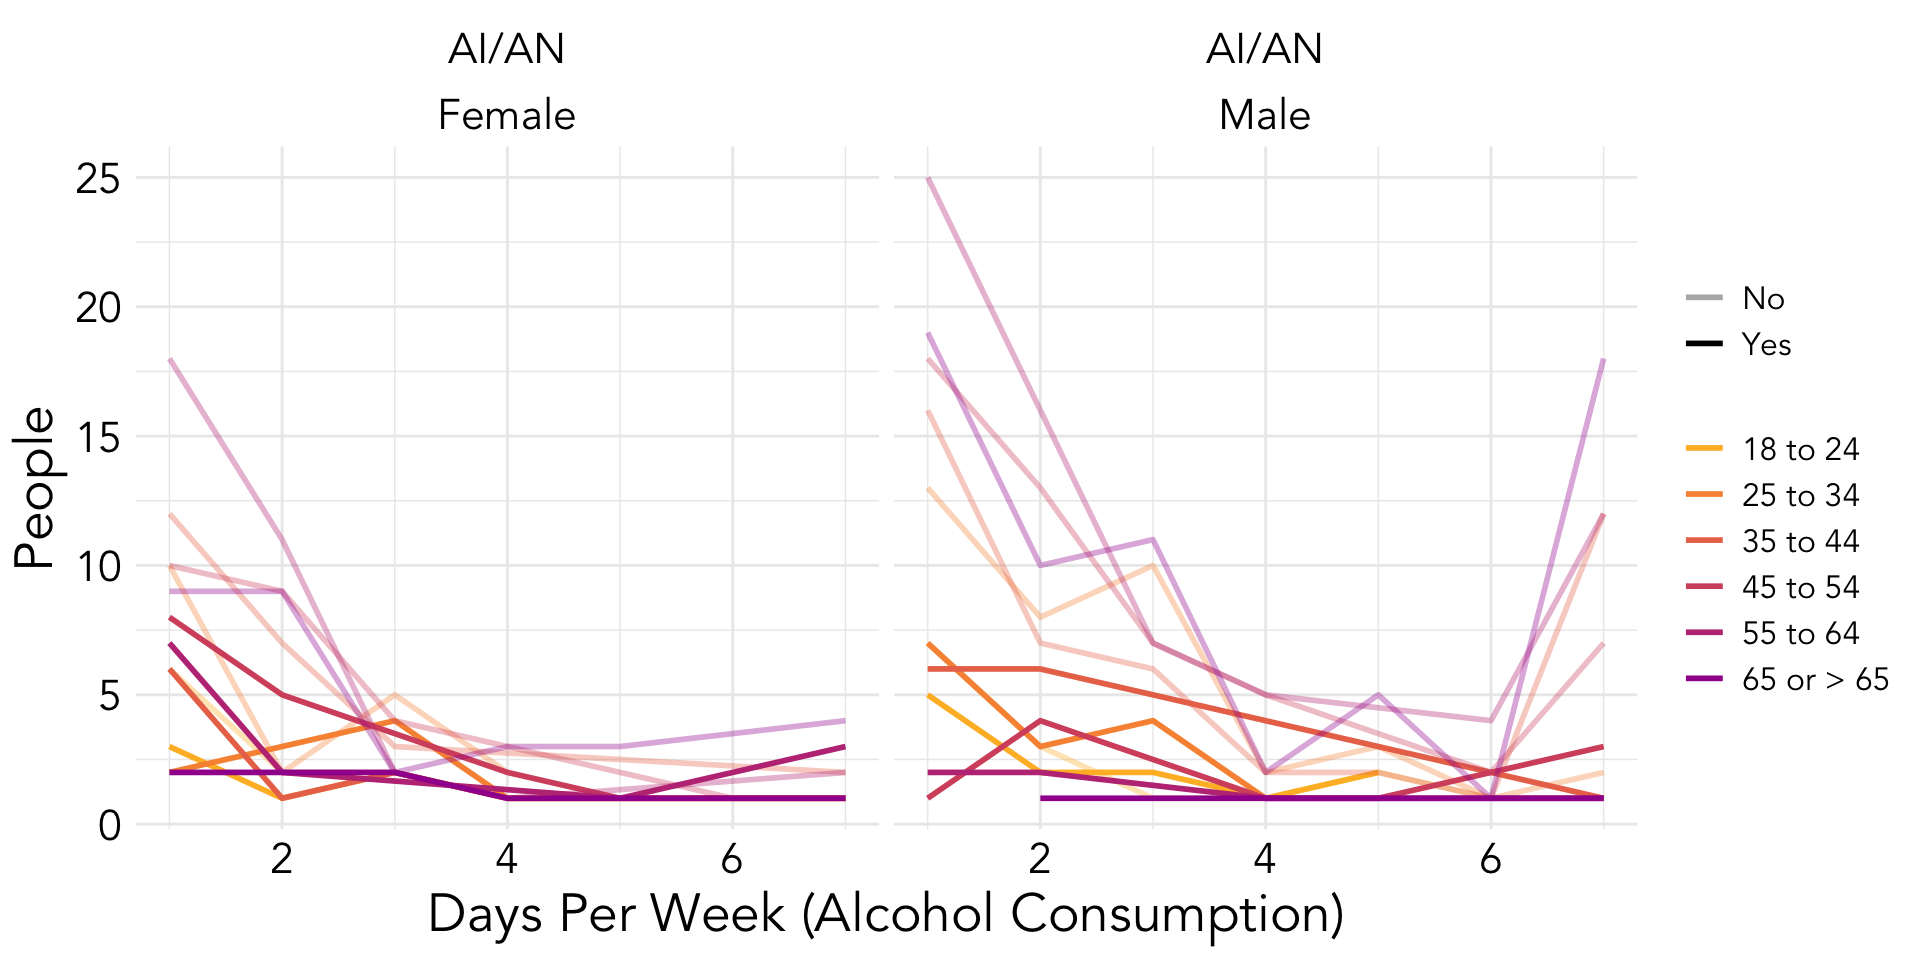 AI/AN
Female
AI/AN
Male
People
25
20
15
10
5
0
2
4
6
2
4
6
Days Per Week (Alcohol Consumption)
No
Yes
18 to 24
25 to 34
35 to 44
45 to 54
55 to 64
65 or > 65